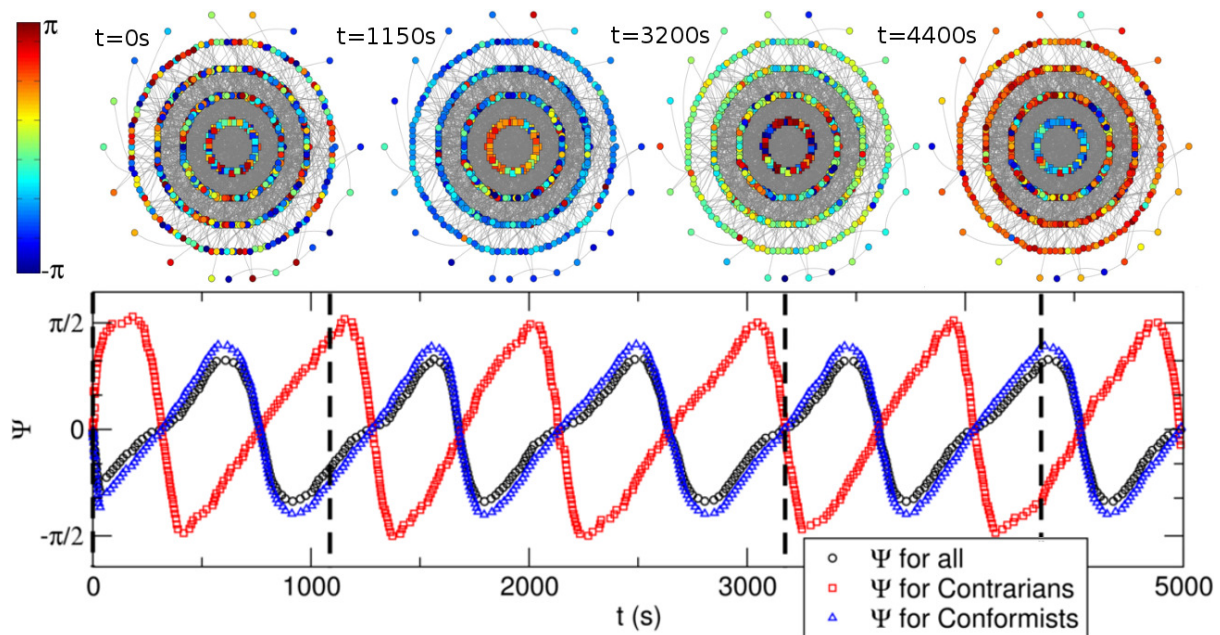 π
t=0s
t=1150s
t=3200s
t=4400s
-π
π/2
0
-π/2
Ψ
0
1000
2000
3000
5000
t (s)
Ψ for all
Ψ for Contrarians
Ψ for Conformists